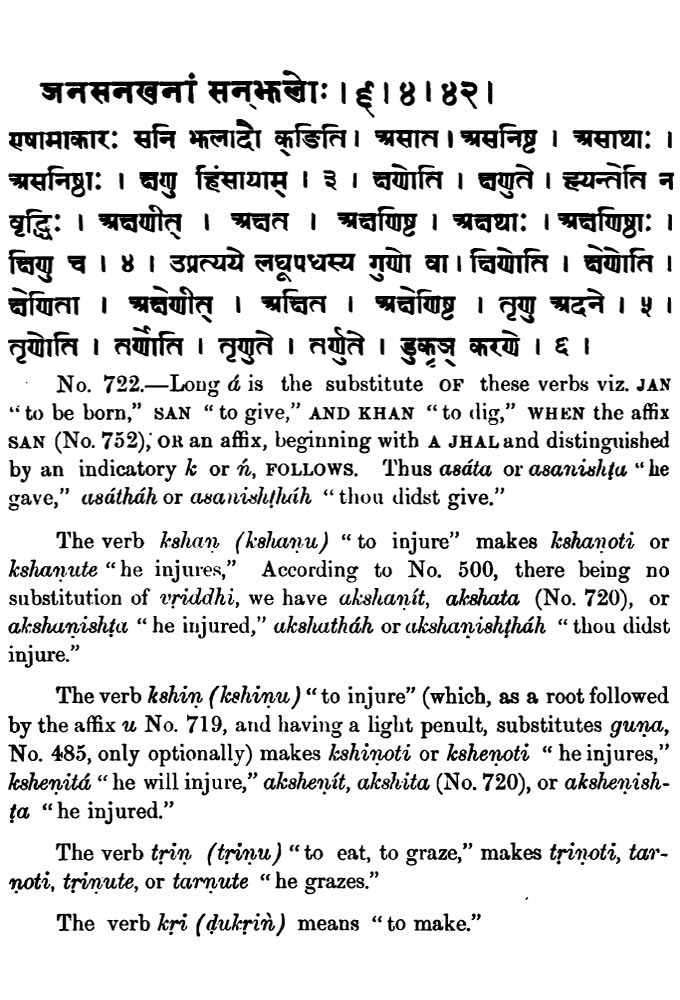 जनसनखनां सन्झलोः । ६ । ४ । ४२ ।
एषामाकारः सनि झलादौ क्ङिति । असात । असनिष्ट । असाथाः ।
असनिष्ठाः । क्षणु हिंसायाम् । ३ । क्षणोति । क्षणुते । ह्म्यन्तेति न
वृद्धिः । अक्षणीत् । अक्षत । अक्षणिष्ट । अक्षथाः । अक्षणिष्ठाः ।
क्षिणु च । ४ । उप्रत्यये लघूपधस्य गुणो वा । क्षिणोति । क्षेणोति ।
क्षेणिता । अक्षेणीत् । अक्षित । अक्षेणिष्ट । तृणु अदने । ५ ।
तृणोति । तर्णोति । तृणुते । तर्णुते । डुकृञ् करणे । ६ ।
No. 722.—Long á is the substitute OF these verbs viz. JAN
“to be born,” SAN “to give,” AND KHAN “to dig,” WHEN the affix
SAN (No. 752), OR an affix, beginning with A JHAL and distinguished
by an indicatory k or ń, FOLLOWS. Thus asáta or asanishṭa “he
gave,” asátháh or asanishṭháh “thou didst give.”
The verb kshaṇ (kshaṇu) “to injure” makes kshaṇoti or
kshaṇute “he injures,” According to No. 500, there being no
substitution of vṛiddhi, we have akshaṇít, akshata (No. 720), or
akshaṇishṭa “he injured,” akshatháh or akshaṇishṭháh “thou didst
injure.”
The verb kshiṇ (kshiṇu) “to injure” (which, as a root followed
by the affix u No. 719, and having a light penult, substitutes guṇa,
No. 485, only optionally) makes kshiṇoti or ksheṇoti “he injures,”
ksheṇitá “he will injure,” aksheṇít, akshita (No. 720), or aksheṇish-
ṭa “he injured.”
The verb tṛiṇ (tṛiṇu) “to eat, to graze,” makes tṛiṇoti, tar-
ṇoti, tṛiṇute, or tarṇute “he grazes.”
The verb kṛi (ḍukṛiǹ) means “to make.”